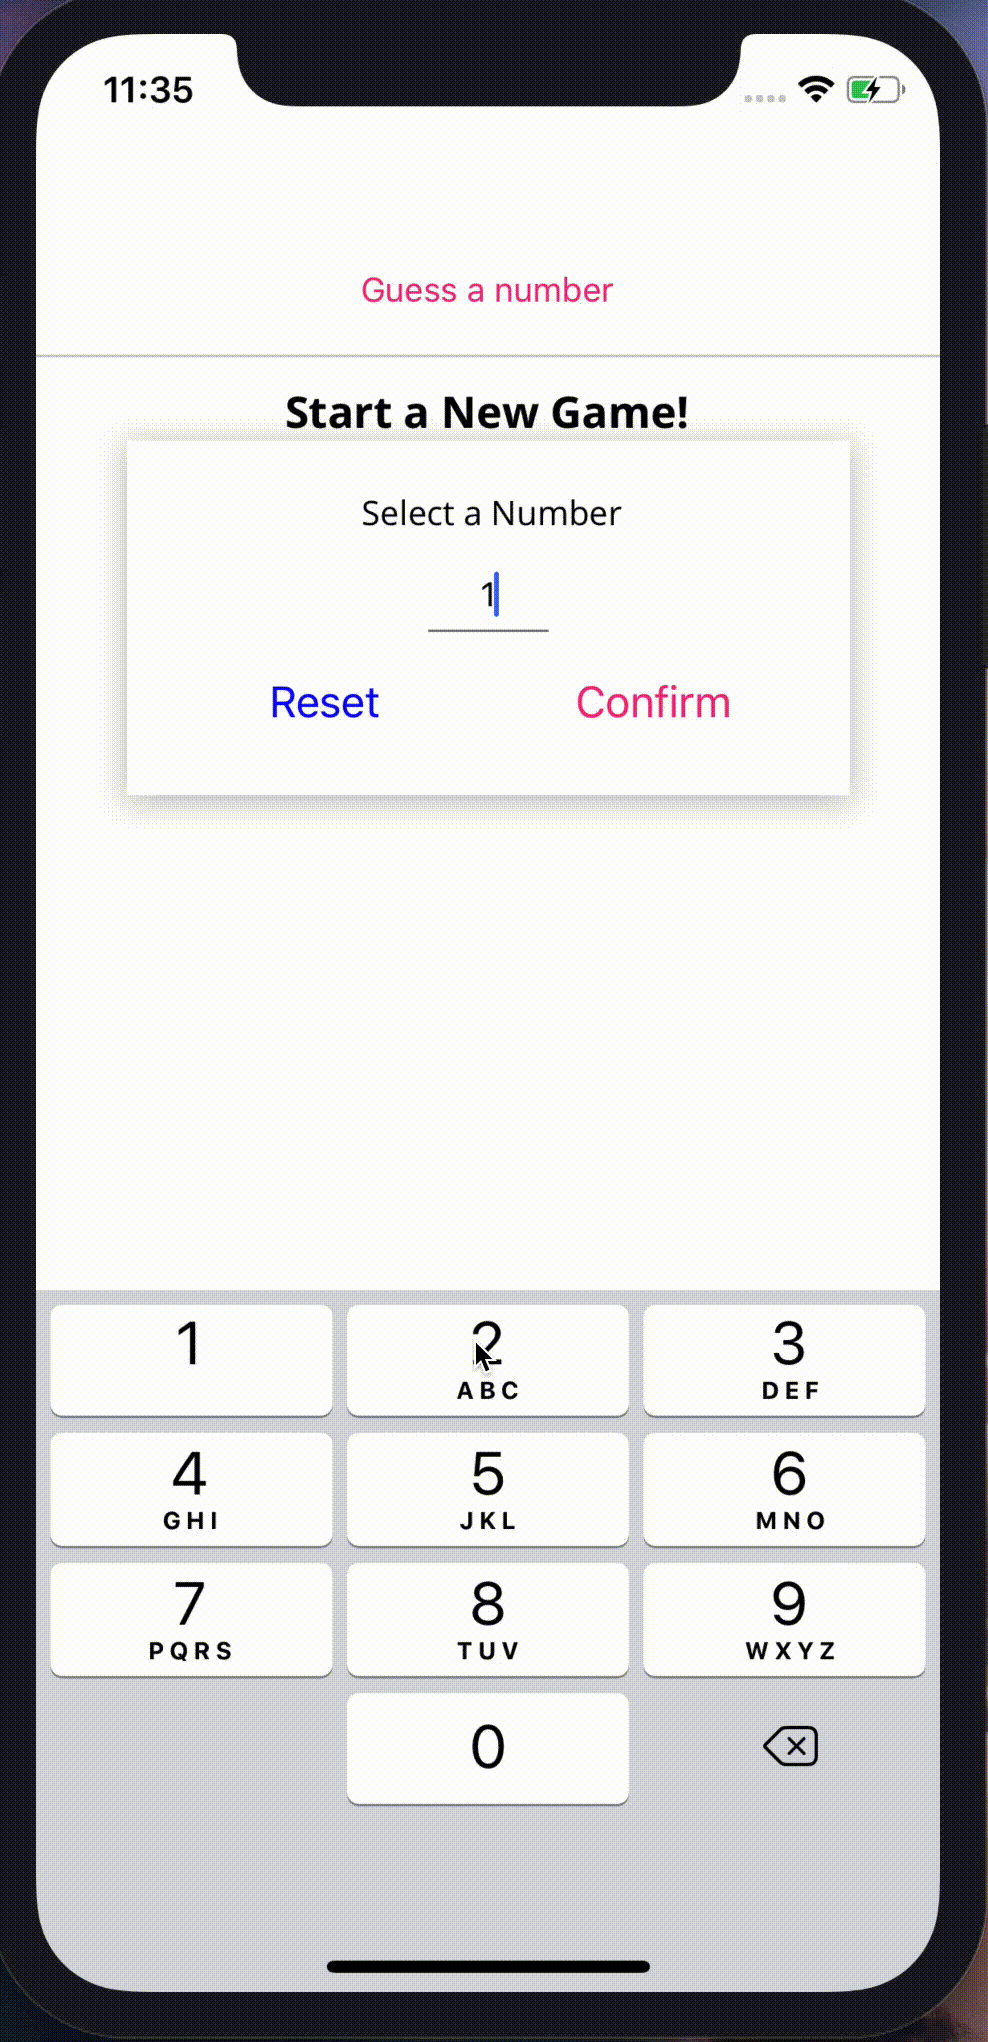 11:35
Guess a number
Start a New Game!
Select a Number
1
Reset Confirm
1 2 3
ABC DEF
4 5 6
GHI JKL MNO
7 8 9
PQRS TUV WXYZ
0